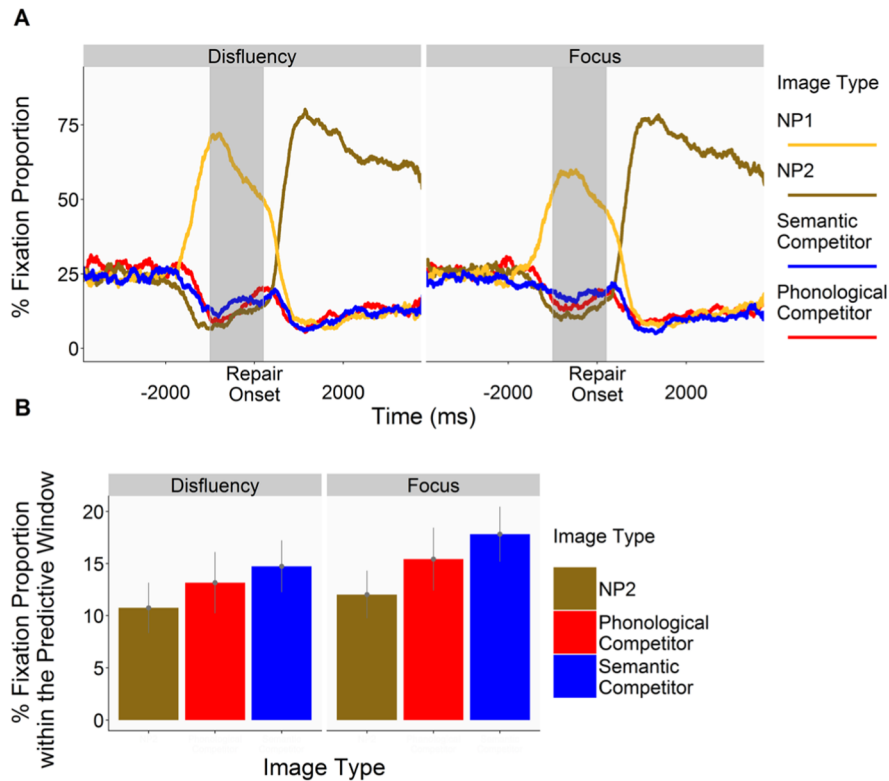 A
Disfluency
Focus
% Fixation Proportion
75
50
25
0
-2000
Repair
Onset
2000
-2000
Repair
Onset
2000
Time (ms)
Image Type
NP1
NP2
Semantic
Competitor
Phonological
Competitor
B
Disfluency
Focus
% Fixation Proportion
within the Predictive Window
20
15
10
5
0
Image Type
Image Type
NP2
Phonological
Competitor
Semantic
Competitor